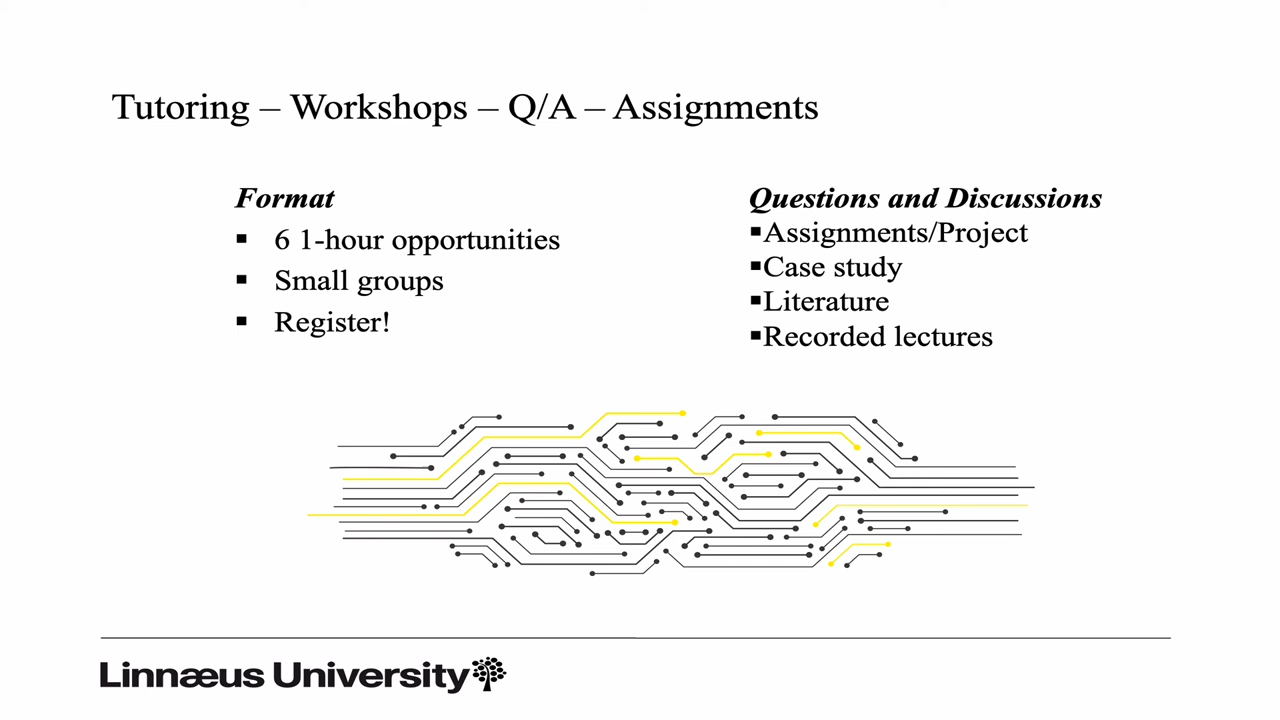 Tutoring – Workshops – Q/A – Assignments
Format
▪ 6 1-hour opportunities
▪ Small groups
▪ Register!
Questions and Discussions
▪Assignments/Project
▪Case study
▪Literature
▪Recorded lectures
Linnæus University